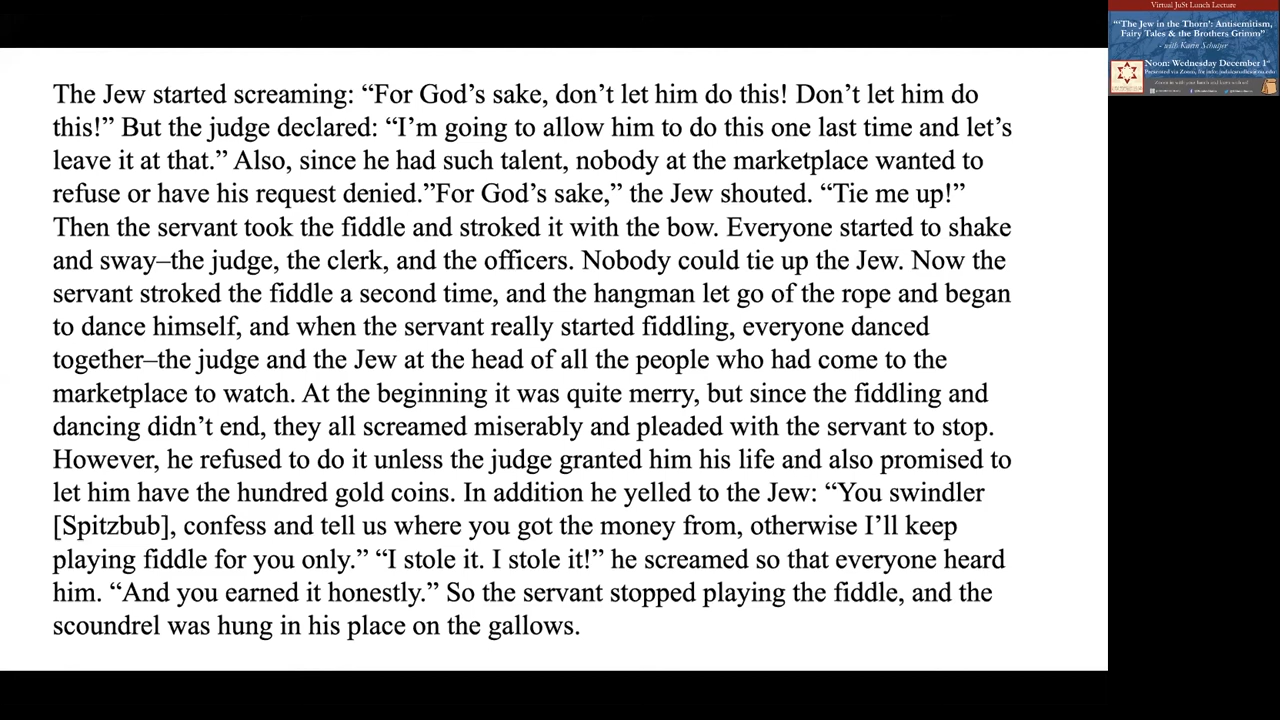 Virtual JuSt Lunch Lecture
“‘The Jew in the Thorn’: Antisemitism,
Fairy Tales & the Brothers Grimm”
- with Karin Schutjer
Noon: Wednesday December 1st
The Jew started screaming: “For God’s sake, don’t let him do this! Don’t let him do
this!” But the judge declared: “I’m going to allow him to do this one last time and let’s
leave it at that.” Also, since he had such talent, nobody at the marketplace wanted to
refuse or have his request denied.”For God’s sake,” the Jew shouted. “Tie me up!”
Then the servant took the fiddle and stroked it with the bow. Everyone started to shake
and sway–the judge, the clerk, and the officers. Nobody could tie up the Jew. Now the
servant stroked the fiddle a second time, and the hangman let go of the rope and began
to dance himself, and when the servant really started fiddling, everyone danced
together–the judge and the Jew at the head of all the people who had come to the
marketplace to watch. At the beginning it was quite merry, but since the fiddling and
dancing didn’t end, they all screamed miserably and pleaded with the servant to stop.
However, he refused to do it unless the judge granted him his life and also promised to
let him have the hundred gold coins. In addition he yelled to the Jew: “You swindler
[Spitzbub], confess and tell us where you got the money from, otherwise I’ll keep
playing fiddle for you only.” “I stole it. I stole it!” he screamed so that everyone heard
him. “And you earned it honestly.” So the servant stopped playing the fiddle, and the
scoundrel was hung in his place on the gallows.